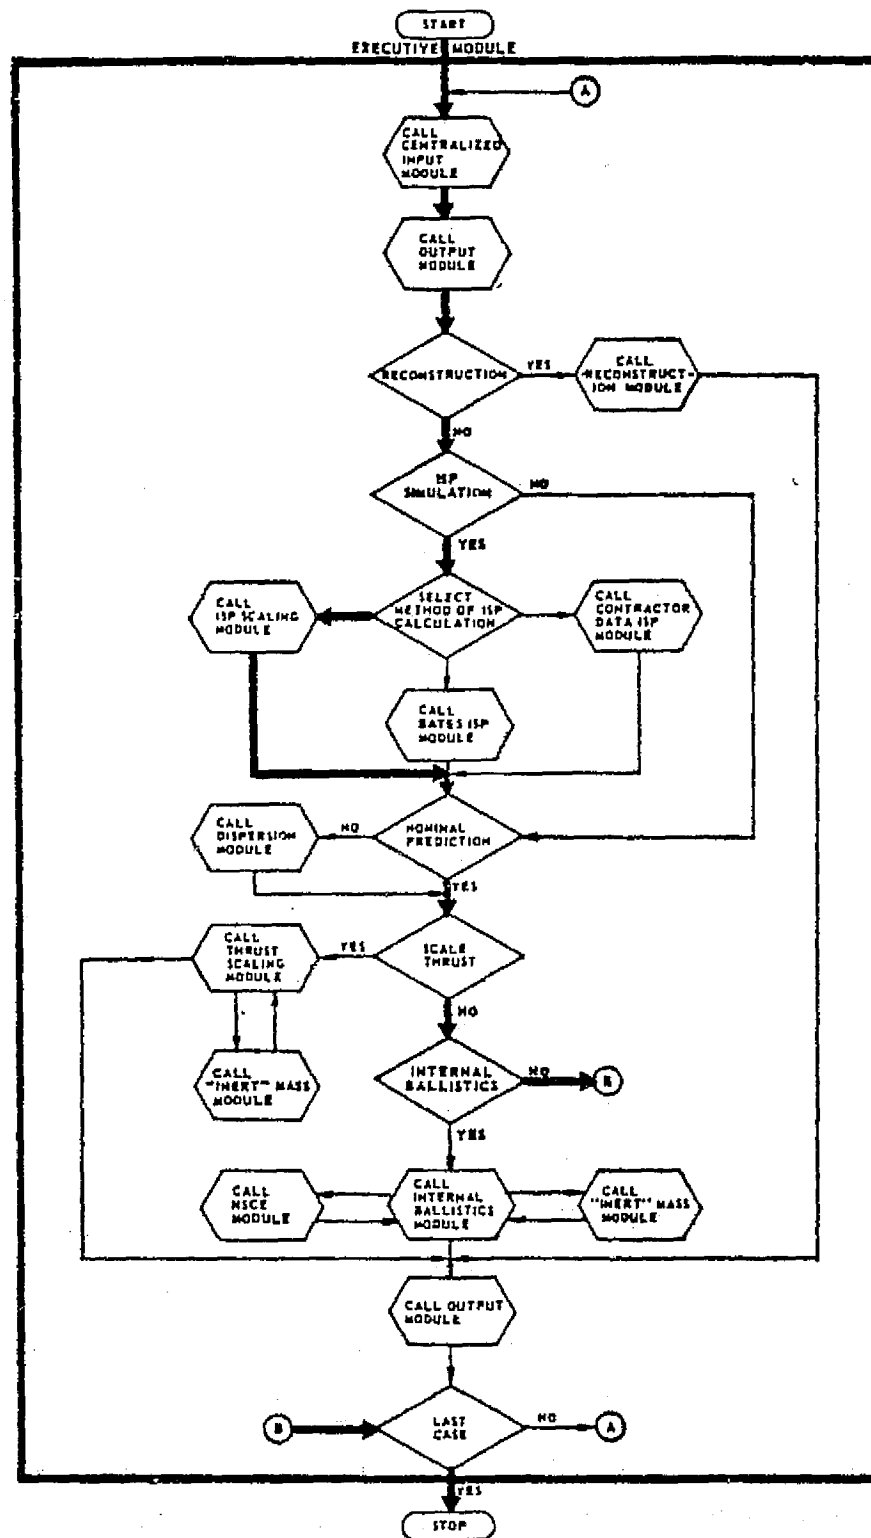 START
EXECUTIVE MODULE
A
CALL
CENTRALIZED
INPUT
MODULE
CALL
OUTPUT
MODULE
RECONSTRUCTION
YES
CALL
RECONSTRUCT-
ION MODULE
NO
ISP
SIMULATION
NO
YES
CALL
ISP SCALING
MODULE
SELECT
METHOD OF ISP
CALCULATION
CALL
CONTRACTOR
DATA ISP
MODULE
CALL
BATES ISP
MODULE
CALL
DISPERSION
MODULE
NO
NOMINAL
PREDICTION
YES
CALL
THRUST
SCALING
MODULE
YES
SCALE
THRUST
NO
CALL
"INERT" MASS
MODULE
INTERNAL
BALLISTICS
NO
B
YES
CALL
NSCE
MODULE
CALL
INTERNAL
BALLISTICS
MODULE
CALL
"INERT" MASS
MODULE
CALL OUTPUT
MODULE
B
LAST
CASE
NO
A
YES
STOP